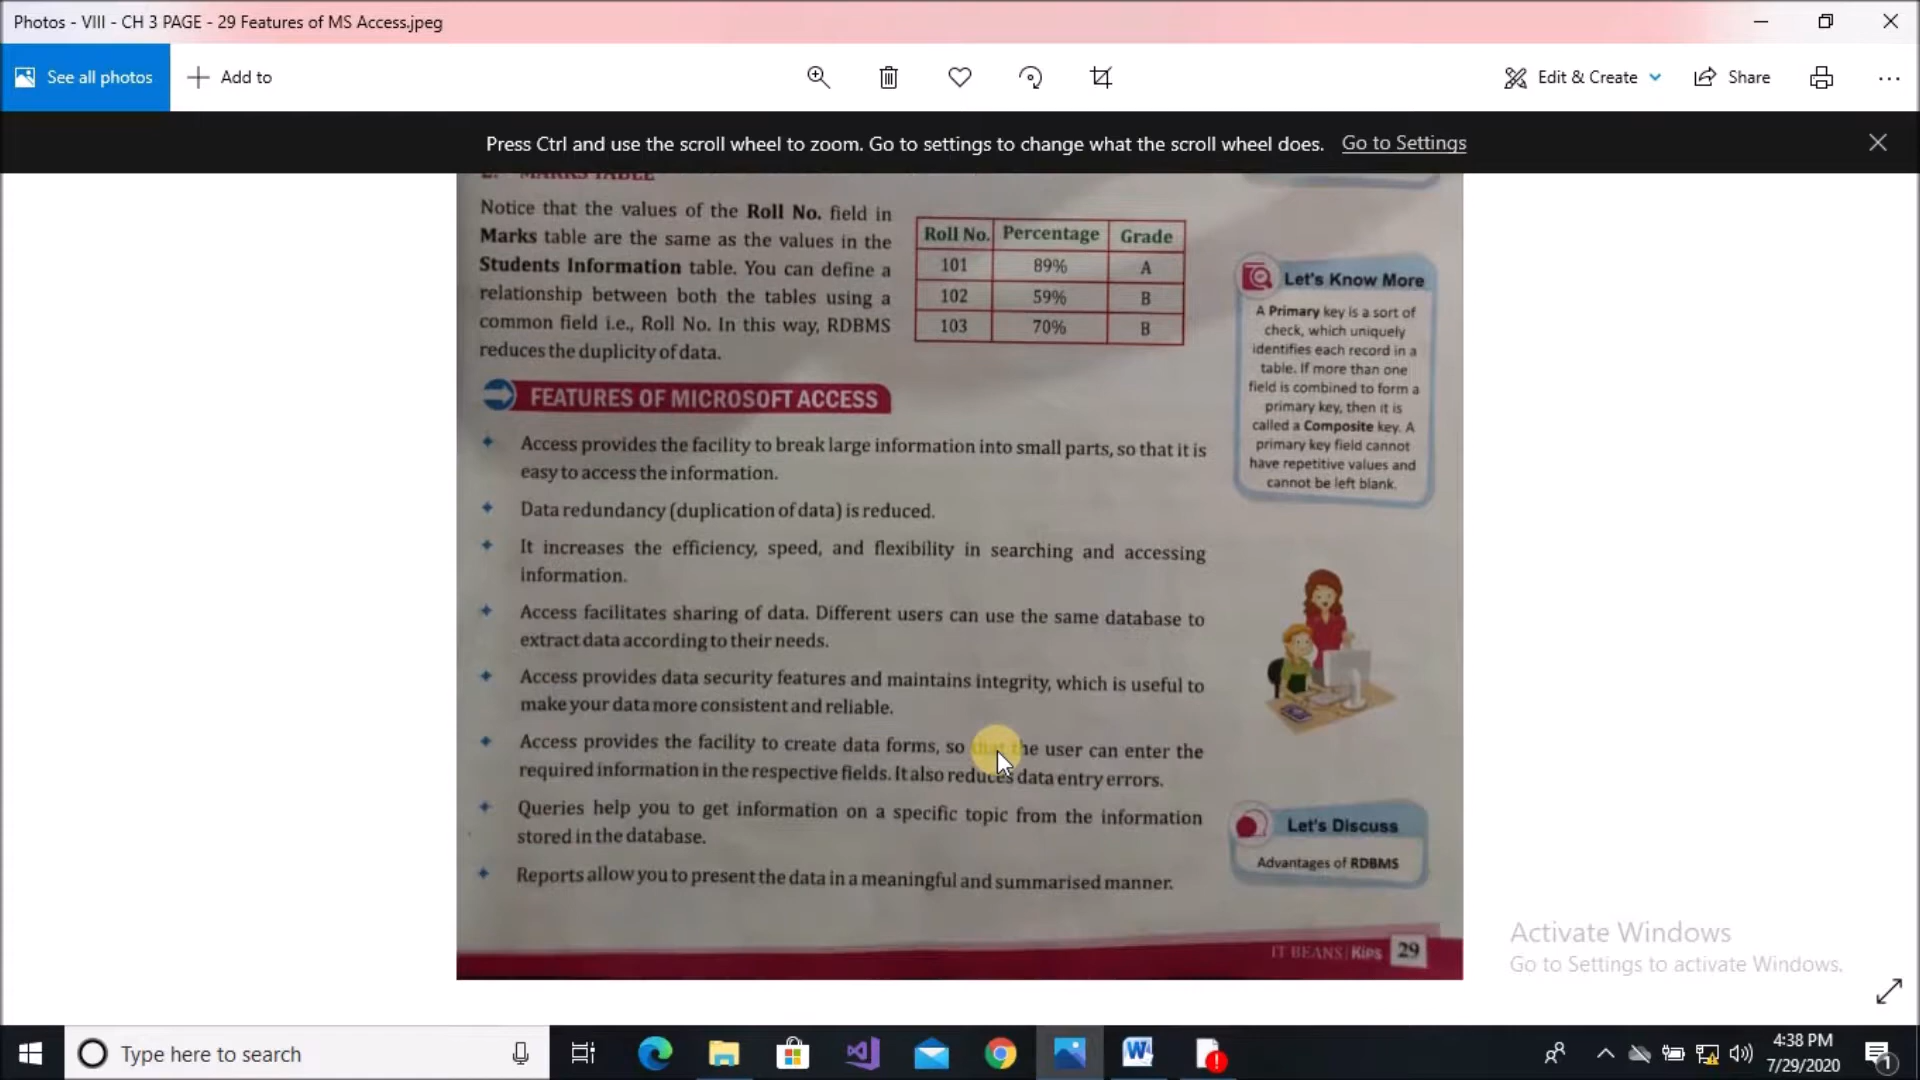 Photos - VIII - CH 3 PAGE - 29 Features of MS Access.jpeg
See all photos
Add to
Edit & Create
Share
Press Ctrl and use the scroll wheel to zoom. Go to settings to change what the scroll wheel does. Go to Settings
2. MARKS TABLE
Notice that the values of the Roll No. field in
Marks table are the same as the values in the
Students Information table. You can define a
relationship between both the tables using a
common field i.e., Roll No. In this way, RDBMS
reduces the duplicity of data.
Roll No. Percentage Grade
101 89% A
102 59% B
103 70% B
Let's Know More
A Primary key is a sort of
check, which uniquely
identifies each record in a
table. If more than one
field is combined to form a
primary key, then it is
called a Composite key. A
primary key field cannot
have repetitive values and
cannot be left blank.
FEATURES OF MICROSOFT ACCESS
Access provides the facility to break large information into small parts, so that it is
easy to access the information.
Data redundancy (duplication of data) is reduced.
It increases the efficiency, speed, and flexibility in searching and accessing
information.
Access facilitates sharing of data. Different users can use the same database to
extract data according to their needs.
Access provides data security features and maintains integrity, which is useful to
make your data more consistent and reliable.
Access provides the facility to create data forms, so that the user can enter the
required information in the respective fields. It also reduces data entry errors.
Queries help you to get information on a specific topic from the information
stored in the database.
Reports allow you to present the data in a meaningful and summarised manner.
Let's Discuss
Advantages of RDBMS
IT BEANS | Kips 29
Activate Windows
Go to Settings to activate Windows.
Type here to search
4:38 PM
7/29/2020
1